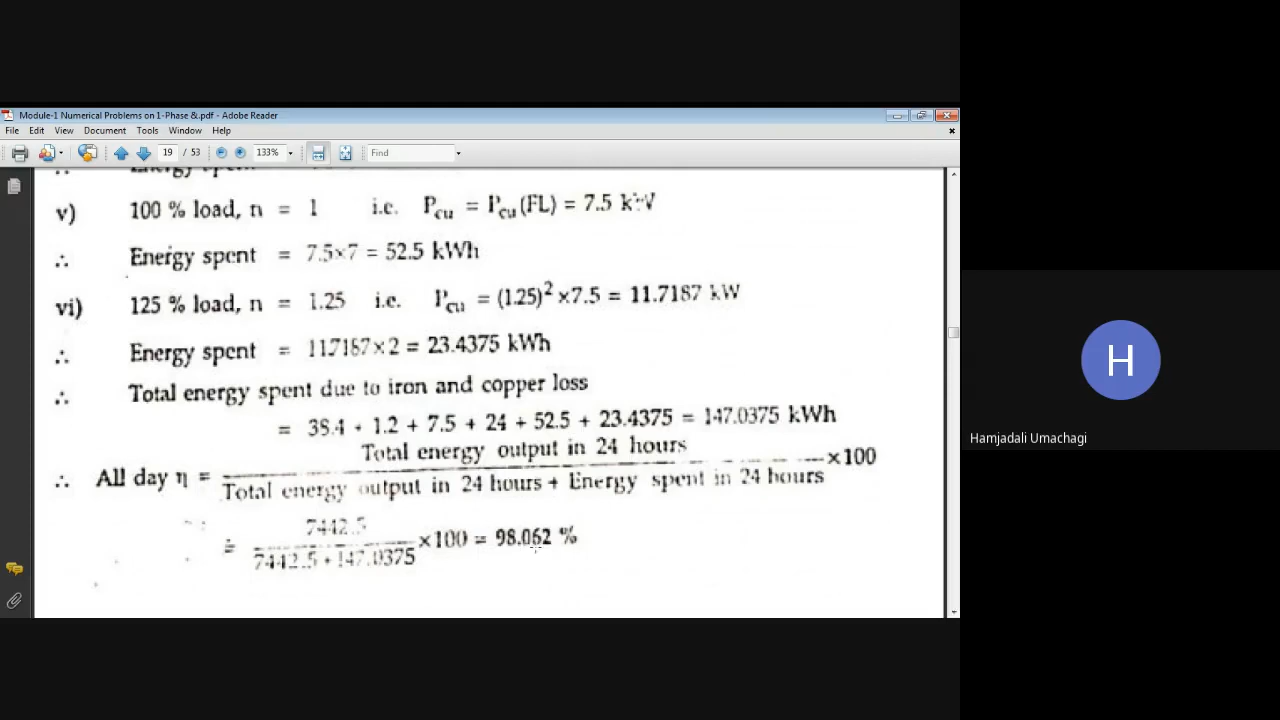 Module-1 Numerical Problems on 1-Phase &.pdf - Adobe Reader
File Edit View Document Tools Window Help
19 / 53 133% Find
∴ Energy spent
v) 100 % load, n = 1 i.e. Pcu = Pcu (FL) = 7.5 kW
∴ Energy spent = 7.5×7 = 52.5 kWh
vi) 125 % load, n = 1.25 i.e. Pcu = (1.25)² ×7.5 = 11.7187 kW
∴ Energy spent = 11.7187×2 = 23.4375 kWh
∴ Total energy spent due to iron and copper loss
= 38.4 + 1.2 + 7.5 + 24 + 52.5 + 23.4375 = 147.0375 kWh
Total energy output in 24 hours
∴ All day η = ×100
Total energy output in 24 hours + Energy spent in 24 hours
7442.5
= ×100 = 98.062 %
7442.5 + 147.0375
H
Hamjadali Umachagi